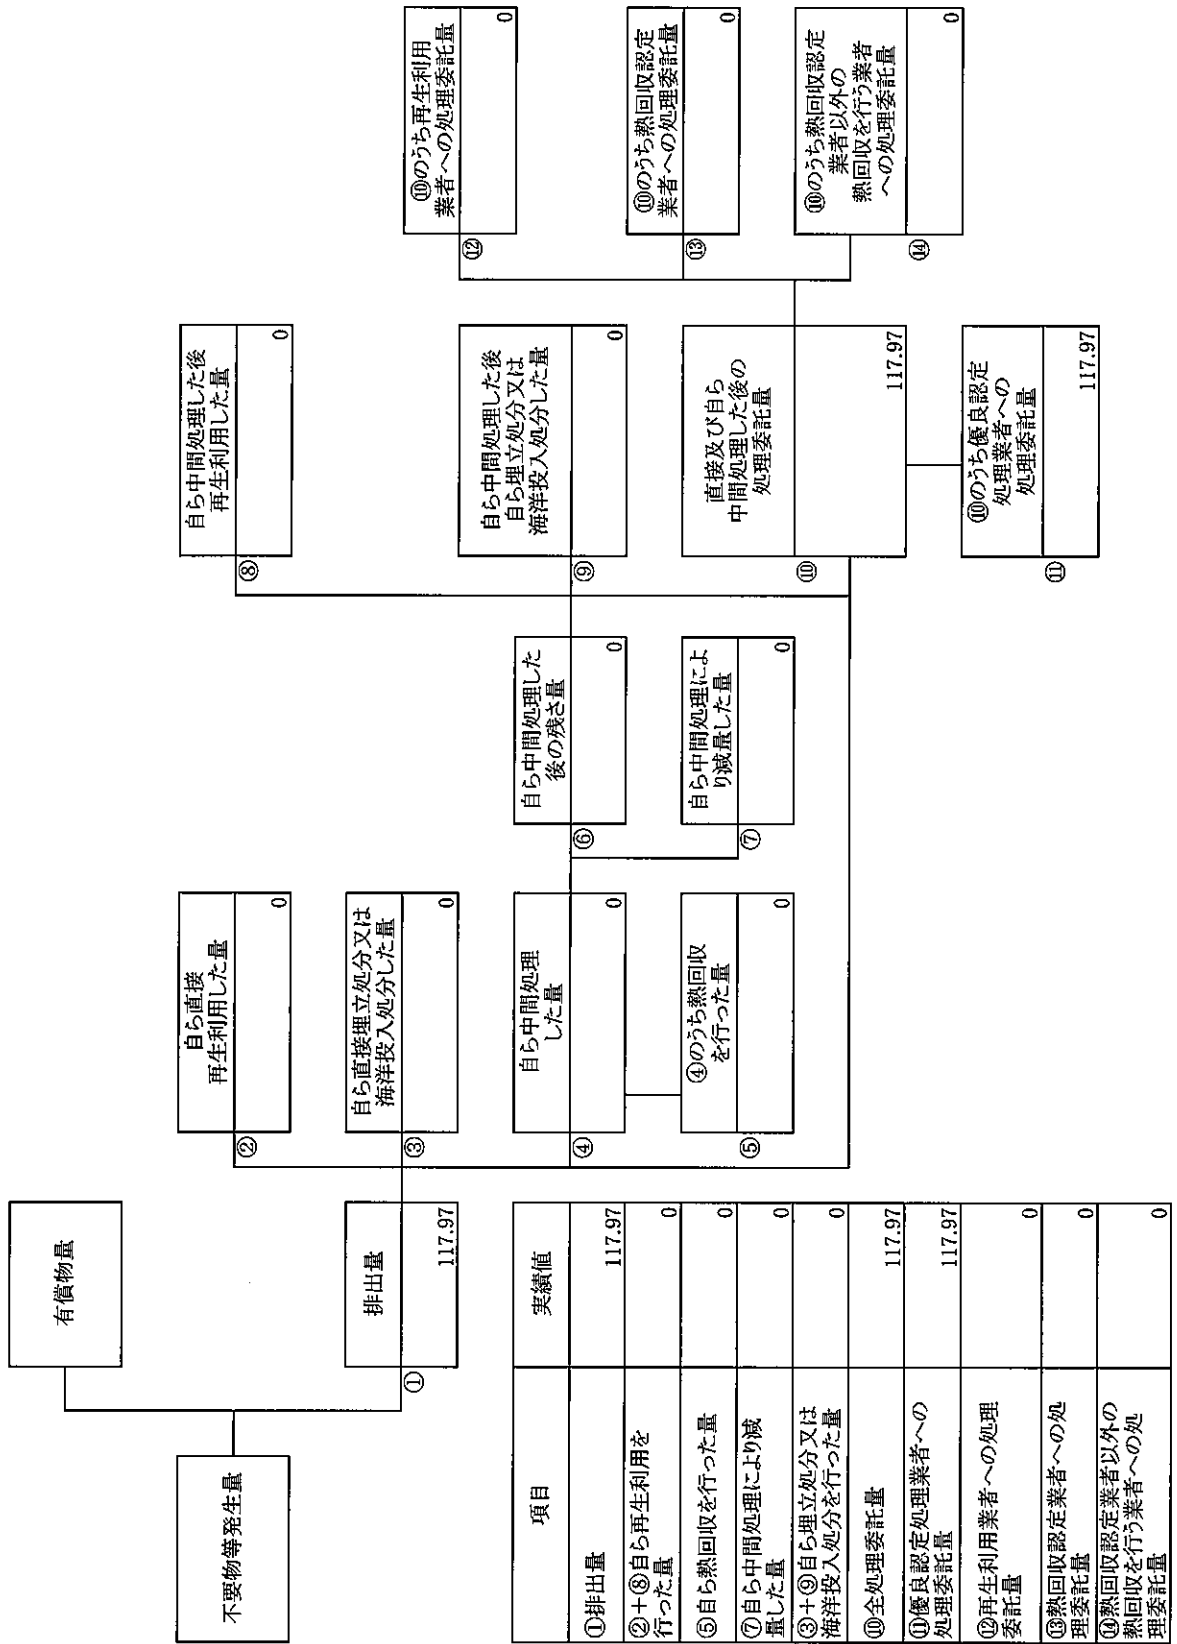 不要物等発生量
有償物量
排出量
①
117.97
自ら直接
再生利用した量
②
0
自ら直接埋立処分又は
海洋投入処分した量
③
0
自ら中間処理
した量
④
0
④のうち熱回収
を行った量
⑤
0
自ら中間処理した
後の残さ量
⑥
0
自ら中間処理によ
り減量した量
⑦
0
自ら中間処理した後
再生利用した量
⑧
0
自ら中間処理した後
自ら埋立処分又は
海洋投入処分した量
⑨
0
直接及び自ら
中間処理した後の
処理委託量
⑩
117.97
⑩のうち優良認定
処理業者への
処理委託量
⑪
117.97
⑩のうち再生利用
業者への処理委託量
⑫
0
⑩のうち熱回収認定
業者への処理委託量
⑬
0
⑩のうち熱回収認定
業者以外の
熱回収を行う業者
への処理委託量
⑭
0
項目 実績値
①排出量 117.97
②+⑧自ら再生利用を
行った量 0
⑤自ら熱回収を行った量 0
⑦自ら中間処理により減
量した量 0
③+⑨自ら埋立処分又は
海洋投入処分を行った量 0
⑩全処理委託量 117.97
⑪優良認定処理業者への
処理委託量 117.97
⑫再生利用業者への処理
委託量 0
⑬熱回収認定業者への処
理委託量 0
⑭熱回収認定業者以外の
熱回収を行う業者への処
理委託量 0